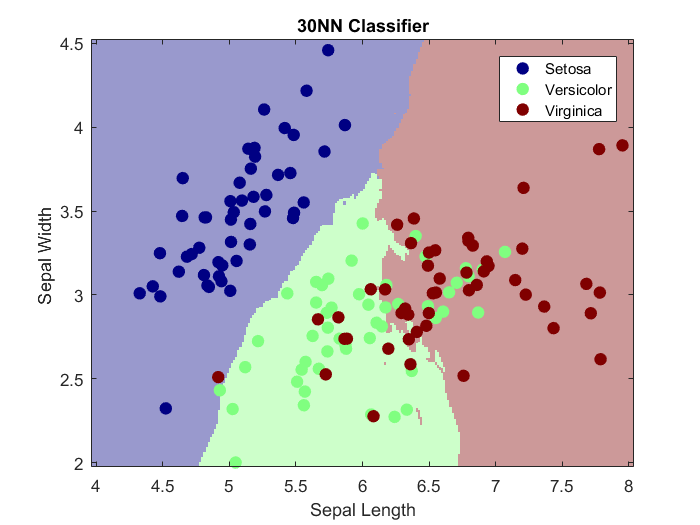 30NN Classifier
4.5
4
3.5
3
2.5
2
Sepal Width
Setosa
Versicolor
Virginica
4 4.5 5 5.5 6 6.5 7 7.5 8
Sepal Length